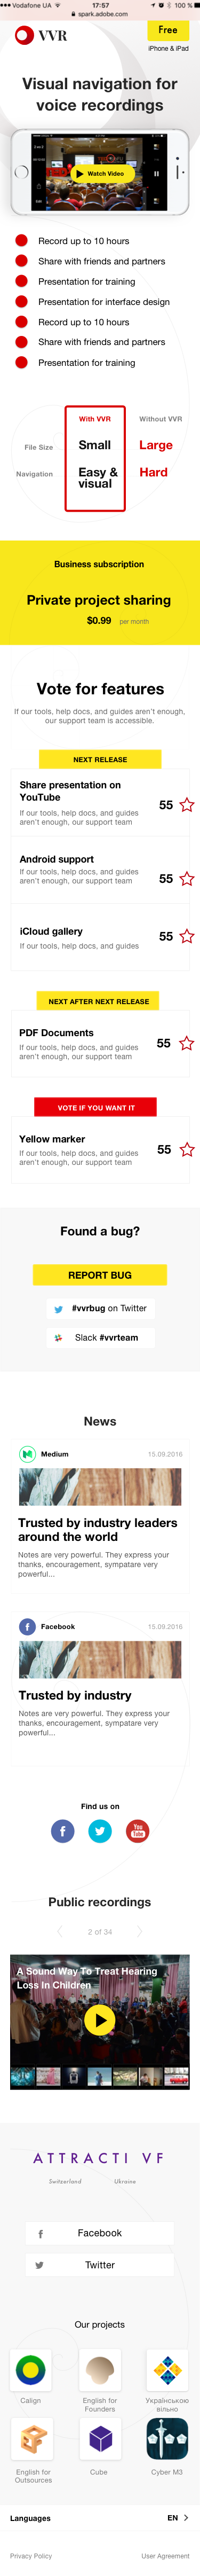 Vodafone UA 17:57 100 %
spark.adobe.com
VVR
Free
iPhone & iPad
Visual navigation for
voice recordings
Watch Video
Record up to 10 hours
Share with friends and partners
Presentation for training
Presentation for interface design
Record up to 10 hours
Share with friends and partners
Presentation for training
With VVR Without VVR
File Size Small Large
Navigation Easy & Hard
visual
Business subscription
Private project sharing
$0.99 per month
Vote for features
If our tools, help docs, and guides aren't enough,
our support team is accessible.
NEXT RELEASE
Share presentation on
YouTube
If our tools, help docs, and guides
aren't enough, our support team
55
Android support
If our tools, help docs, and guides
aren't enough, our support team
55
iCloud gallery
If our tools, help docs, and guides
55
NEXT AFTER NEXT RELEASE
PDF Documents
If our tools, help docs, and guides
aren't enough, our support team
55
VOTE IF YOU WANT IT
Yellow marker
If our tools, help docs, and guides
aren't enough, our support team
55
Found a bug?
REPORT BUG
#vvrbug on Twitter
Slack #vvrteam
News
Medium 15.09.2016
Trusted by industry leaders
around the world
Notes are very powerful. They express your
thanks, encouragement, sympatare very
powerful...
Facebook 15.09.2016
Trusted by industry
Notes are very powerful. They express your
thanks, encouragement, sympatare very
powerful...
Find us on
You
Tube
Public recordings
2 of 34
A Sound Way To Treat Hearing
Loss In Children
ATTRACTI VF
Switzerland Ukraine
Facebook
Twitter
Our projects
Calign
English for
Founders
Українською
вільно
English for
Outsources
Cube
Cyber M3
Languages EN
Privacy Policy User Agreement